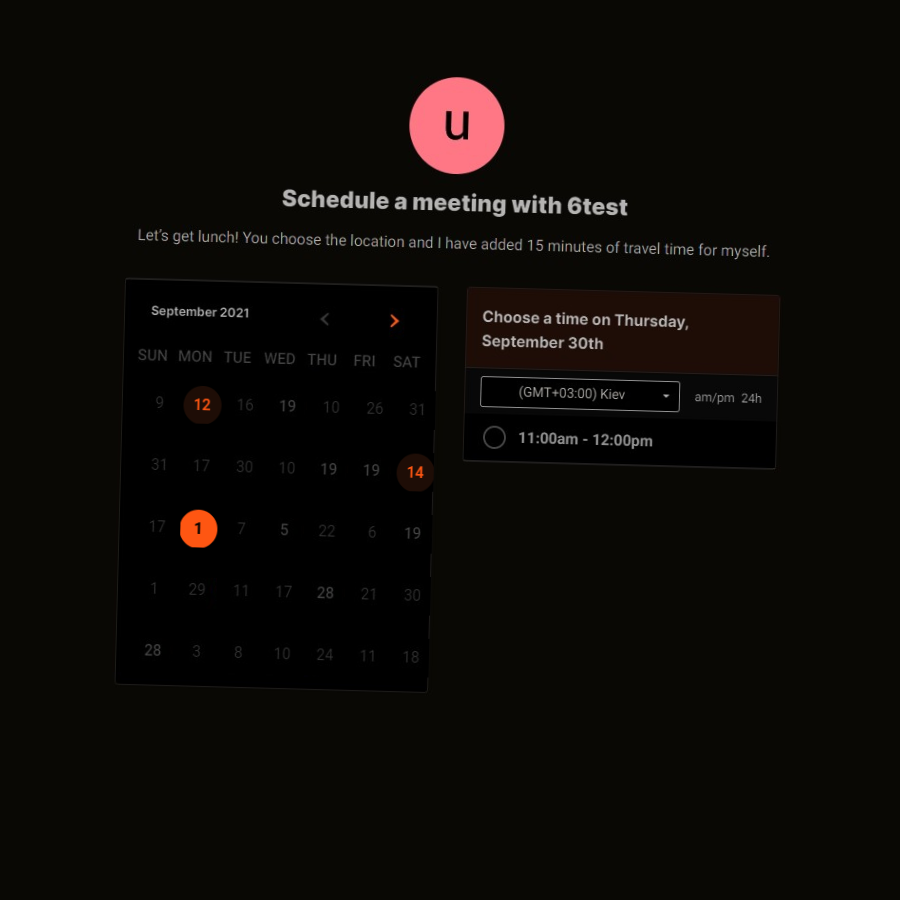 u
Schedule a meeting with 6test
Let's get lunch! You choose the location and I have added 15 minutes of travel time for myself.
September 2021
SUN MON TUE WED THU FRI SAT
9 12 16 19 10 26 31
31 17 30 10 19 19 14
17 1 7 5 22 6 19
1 29 11 17 28 21 30
28 3 8 10 24 11 18
Choose a time on Thursday,
September 30th
(GMT+03:00) Kiev am/pm 24h
11:00am - 12:00pm